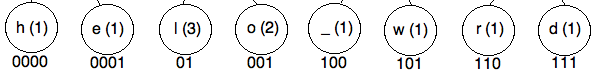 h (1) e (1) l (3) o (2) _ (1) w (1) r (1) d (1)
0000 0001 01 001 100 101 110 111